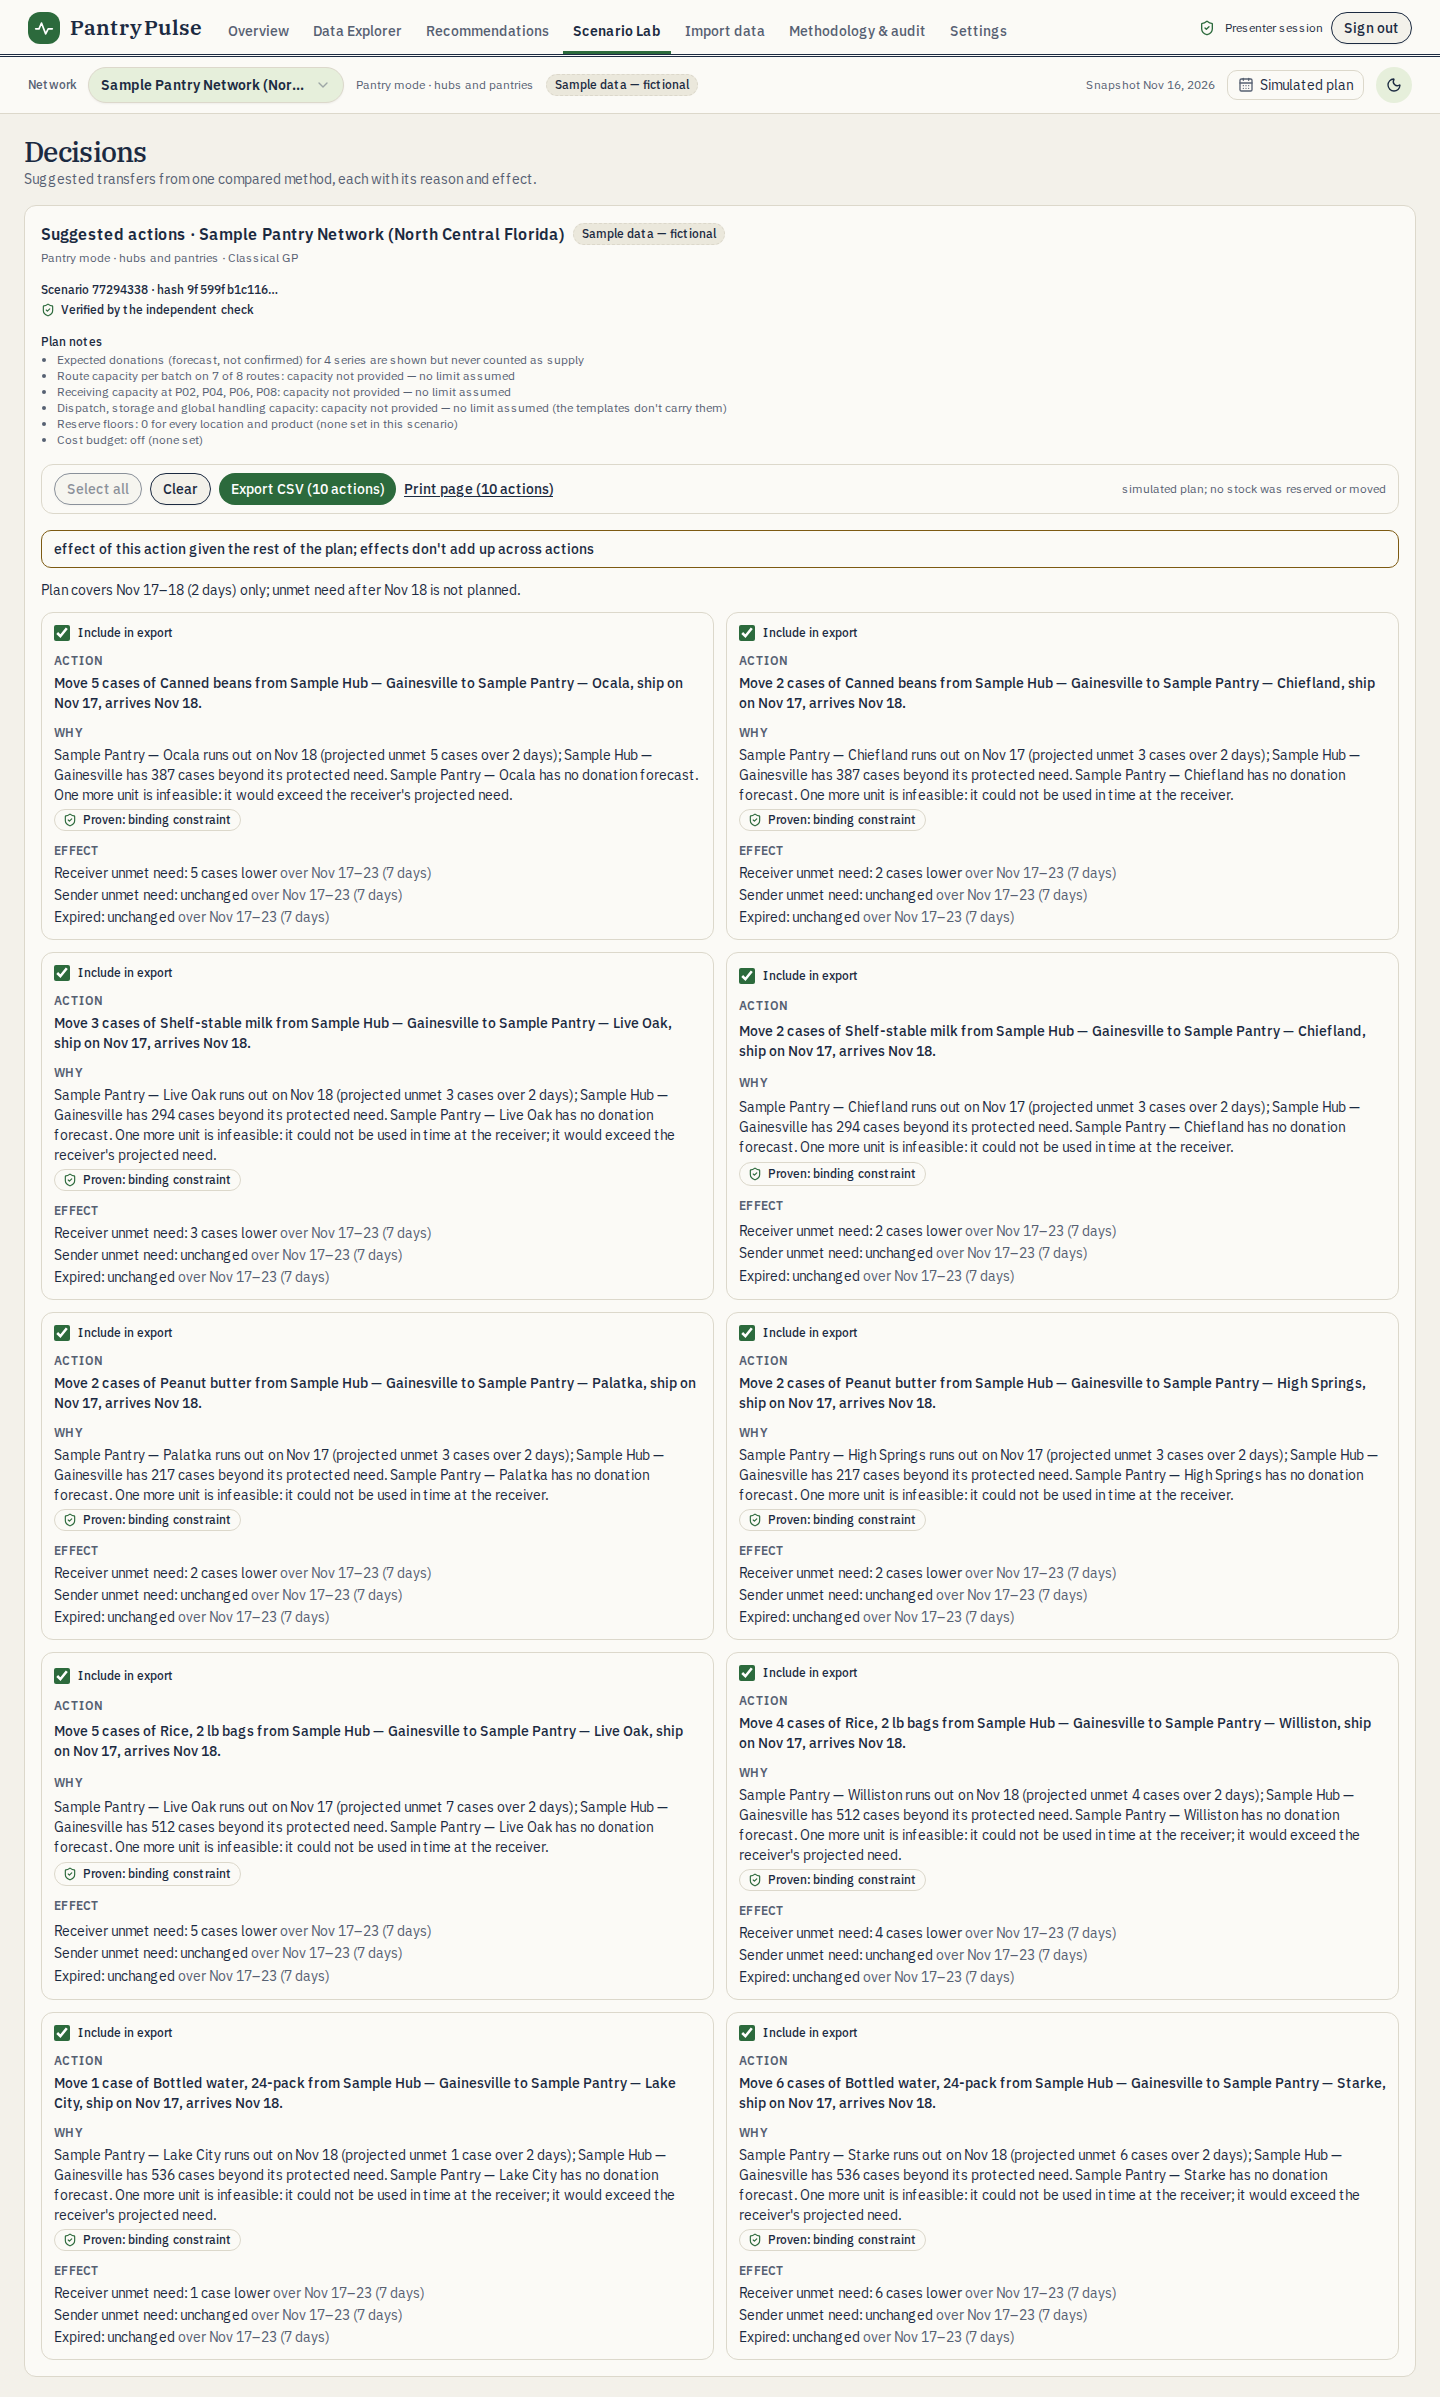 PantryPulse
Overview
Data Explorer
Recommendations
Scenario Lab
Import data
Methodology & audit
Settings
Presenter session
Sign out
Network
Sample Pantry Network (Nor...
Pantry mode · hubs and pantries
Sample data — fictional
Snapshot Nov 16, 2026
Simulated plan
Decisions
Suggested transfers from one compared method, each with its reason and effect.
Suggested actions · Sample Pantry Network (North Central Florida)
Sample data — fictional
Pantry mode · hubs and pantries · Classical GP
Scenario 77294338 · hash 9f599fb1c116...
Verified by the independent check
Plan notes
• Expected donations (forecast, not confirmed) for 4 series are shown but never counted as supply
• Route capacity per batch on 7 of 8 routes: capacity not provided — no limit assumed
• Receiving capacity at P02, P04, P06, P08: capacity not provided — no limit assumed
• Dispatch, storage and global handling capacity: capacity not provided — no limit assumed (the templates don't carry them)
• Reserve floors: 0 for every location and product (none set in this scenario)
• Cost budget: off (none set)
Select all
Clear
Export CSV (10 actions)
Print page (10 actions)
simulated plan; no stock was reserved or moved
effect of this action given the rest of the plan; effects don't add up across actions
Plan covers Nov 17–18 (2 days) only; unmet need after Nov 18 is not planned.
Include in export
ACTION
Move 5 cases of Canned beans from Sample Hub — Gainesville to Sample Pantry — Ocala, ship on
Nov 17, arrives Nov 18.
WHY
Sample Pantry — Ocala runs out on Nov 18 (projected unmet 5 cases over 2 days); Sample Hub —
Gainesville has 387 cases beyond its protected need. Sample Pantry — Ocala has no donation forecast.
One more unit is infeasible: it would exceed the receiver's projected need.
Proven: binding constraint
EFFECT
Receiver unmet need: 5 cases lower over Nov 17–23 (7 days)
Sender unmet need: unchanged over Nov 17–23 (7 days)
Expired: unchanged over Nov 17–23 (7 days)
Include in export
ACTION
Move 2 cases of Canned beans from Sample Hub — Gainesville to Sample Pantry — Chiefland, ship
on Nov 17, arrives Nov 18.
WHY
Sample Pantry — Chiefland runs out on Nov 17 (projected unmet 3 cases over 2 days); Sample Hub —
Gainesville has 387 cases beyond its protected need. Sample Pantry — Chiefland has no donation
forecast. One more unit is infeasible: it could not be used in time at the receiver.
Proven: binding constraint
EFFECT
Receiver unmet need: 2 cases lower over Nov 17–23 (7 days)
Sender unmet need: unchanged over Nov 17–23 (7 days)
Expired: unchanged over Nov 17–23 (7 days)
Include in export
ACTION
Move 3 cases of Shelf-stable milk from Sample Hub — Gainesville to Sample Pantry — Live Oak,
ship on Nov 17, arrives Nov 18.
WHY
Sample Pantry — Live Oak runs out on Nov 18 (projected unmet 3 cases over 2 days); Sample Hub —
Gainesville has 294 cases beyond its protected need. Sample Pantry — Live Oak has no donation
forecast. One more unit is infeasible: it could not be used in time at the receiver; it would exceed the
receiver's projected need.
Proven: binding constraint
EFFECT
Receiver unmet need: 3 cases lower over Nov 17–23 (7 days)
Sender unmet need: unchanged over Nov 17–23 (7 days)
Expired: unchanged over Nov 17–23 (7 days)
Include in export
ACTION
Move 2 cases of Shelf-stable milk from Sample Hub — Gainesville to Sample Pantry — Chiefland,
ship on Nov 17, arrives Nov 18.
WHY
Sample Pantry — Chiefland runs out on Nov 17 (projected unmet 3 cases over 2 days); Sample Hub —
Gainesville has 294 cases beyond its protected need. Sample Pantry — Chiefland has no donation
forecast. One more unit is infeasible: it could not be used in time at the receiver.
Proven: binding constraint
EFFECT
Receiver unmet need: 2 cases lower over Nov 17–23 (7 days)
Sender unmet need: unchanged over Nov 17–23 (7 days)
Expired: unchanged over Nov 17–23 (7 days)
Include in export
ACTION
Move 2 cases of Peanut butter from Sample Hub — Gainesville to Sample Pantry — Palatka, ship on
Nov 17, arrives Nov 18.
WHY
Sample Pantry — Palatka runs out on Nov 17 (projected unmet 3 cases over 2 days); Sample Hub —
Gainesville has 217 cases beyond its protected need. Sample Pantry — Palatka has no donation
forecast. One more unit is infeasible: it could not be used in time at the receiver.
Proven: binding constraint
EFFECT
Receiver unmet need: 2 cases lower over Nov 17–23 (7 days)
Sender unmet need: unchanged over Nov 17–23 (7 days)
Expired: unchanged over Nov 17–23 (7 days)
Include in export
ACTION
Move 2 cases of Peanut butter from Sample Hub — Gainesville to Sample Pantry — High Springs,
ship on Nov 17, arrives Nov 18.
WHY
Sample Pantry — High Springs runs out on Nov 17 (projected unmet 3 cases over 2 days); Sample Hub —
Gainesville has 217 cases beyond its protected need. Sample Pantry — High Springs has no donation
forecast. One more unit is infeasible: it could not be used in time at the receiver.
Proven: binding constraint
EFFECT
Receiver unmet need: 2 cases lower over Nov 17–23 (7 days)
Sender unmet need: unchanged over Nov 17–23 (7 days)
Expired: unchanged over Nov 17–23 (7 days)
Include in export
ACTION
Move 5 cases of Rice, 2 lb bags from Sample Hub — Gainesville to Sample Pantry — Live Oak, ship
on Nov 17, arrives Nov 18.
WHY
Sample Pantry — Live Oak runs out on Nov 17 (projected unmet 7 cases over 2 days); Sample Hub —
Gainesville has 512 cases beyond its protected need. Sample Pantry — Live Oak has no donation
forecast. One more unit is infeasible: it could not be used in time at the receiver.
Proven: binding constraint
EFFECT
Receiver unmet need: 5 cases lower over Nov 17–23 (7 days)
Sender unmet need: unchanged over Nov 17–23 (7 days)
Expired: unchanged over Nov 17–23 (7 days)
Include in export
ACTION
Move 4 cases of Rice, 2 lb bags from Sample Hub — Gainesville to Sample Pantry — Williston, ship
on Nov 17, arrives Nov 18.
WHY
Sample Pantry — Williston runs out on Nov 18 (projected unmet 4 cases over 2 days); Sample Hub —
Gainesville has 512 cases beyond its protected need. Sample Pantry — Williston has no donation
forecast. One more unit is infeasible: it could not be used in time at the receiver; it would exceed the
receiver's projected need.
Proven: binding constraint
EFFECT
Receiver unmet need: 4 cases lower over Nov 17–23 (7 days)
Sender unmet need: unchanged over Nov 17–23 (7 days)
Expired: unchanged over Nov 17–23 (7 days)
Include in export
ACTION
Move 1 case of Bottled water, 24-pack from Sample Hub — Gainesville to Sample Pantry — Lake
City, ship on Nov 17, arrives Nov 18.
WHY
Sample Pantry — Lake City runs out on Nov 18 (projected unmet 1 case over 2 days); Sample Hub —
Gainesville has 536 cases beyond its protected need. Sample Pantry — Lake City has no donation
forecast. One more unit is infeasible: it could not be used in time at the receiver; it would exceed the
receiver's projected need.
Proven: binding constraint
EFFECT
Receiver unmet need: 1 case lower over Nov 17–23 (7 days)
Sender unmet need: unchanged over Nov 17–23 (7 days)
Expired: unchanged over Nov 17–23 (7 days)
Include in export
ACTION
Move 6 cases of Bottled water, 24-pack from Sample Hub — Gainesville to Sample Pantry — Starke,
ship on Nov 17, arrives Nov 18.
WHY
Sample Pantry — Starke runs out on Nov 18 (projected unmet 6 cases over 2 days); Sample Hub —
Gainesville has 536 cases beyond its protected need. Sample Pantry — Starke has no donation
forecast. One more unit is infeasible: it could not be used in time at the receiver; it would exceed the
receiver's projected need.
Proven: binding constraint
EFFECT
Receiver unmet need: 6 cases lower over Nov 17–23 (7 days)
Sender unmet need: unchanged over Nov 17–23 (7 days)
Expired: unchanged over Nov 17–23 (7 days)